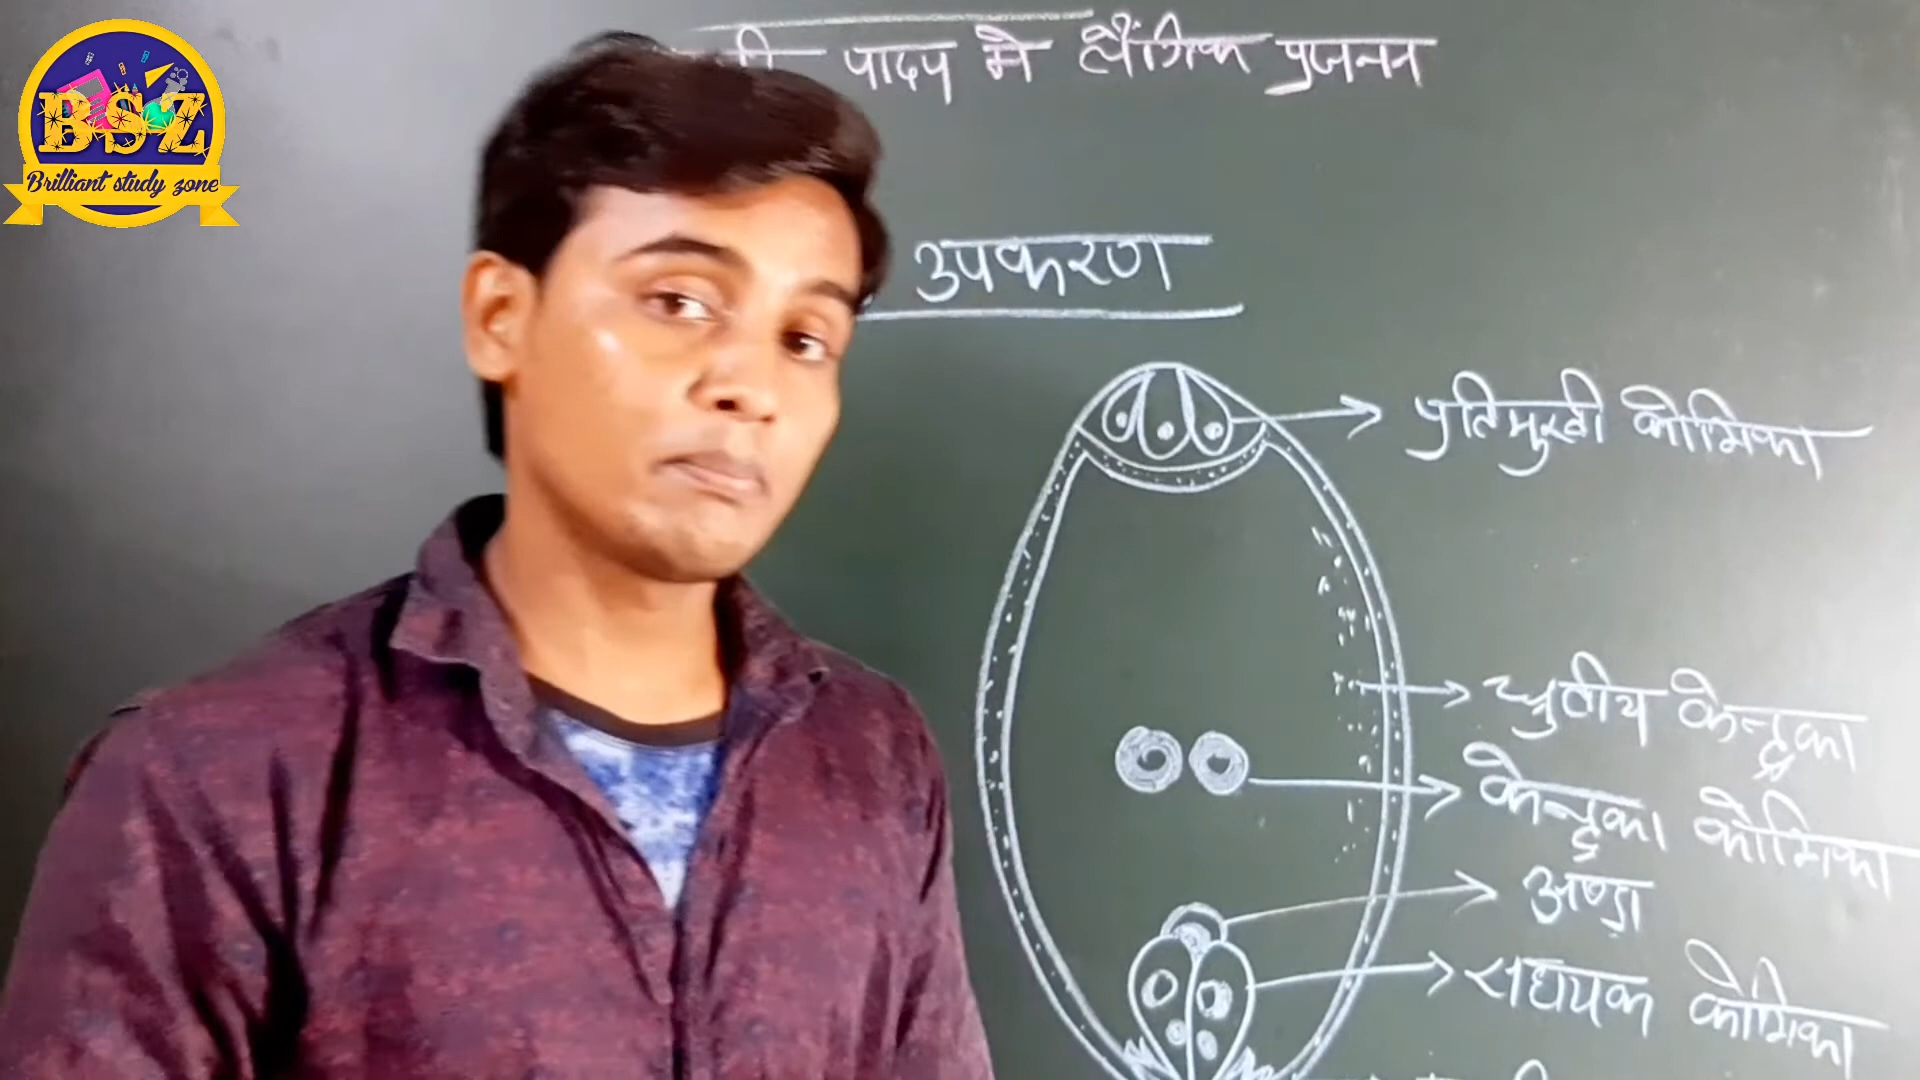 BSZ
Brilliant study zone
पादप मे लैंगिक प्रजनन
उपकरण
प्रतिमुखी कोशिका
ध्रुवीय केन्द्रका
केन्द्रका कोशिका
अण्डा
सहायक कोशिका